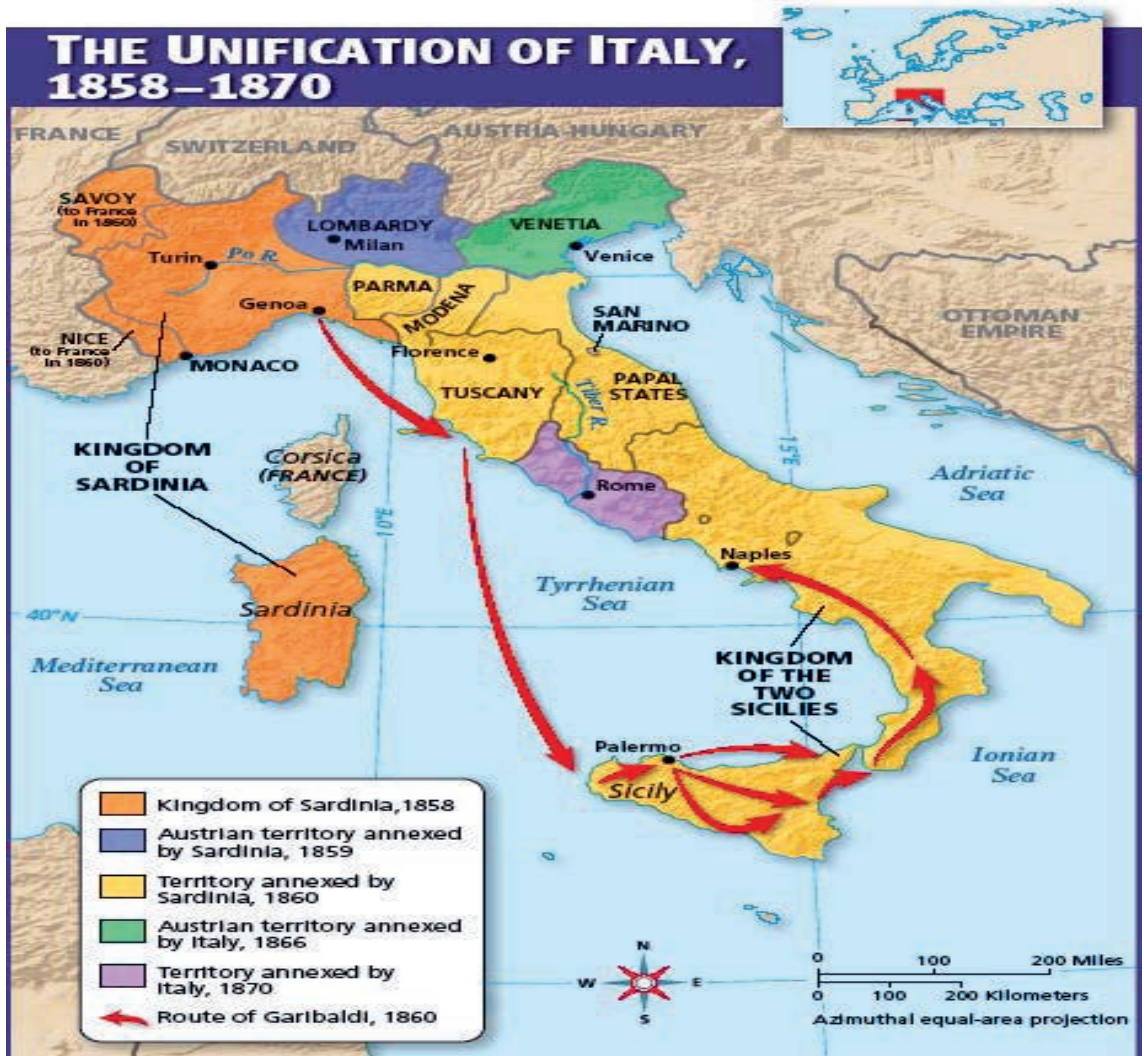 THE UNIFICATION OF ITALY,
1858–1870
FRANCE
SWITZERLAND
AUSTRIA-HUNGARY
SAVOY
(to France
in 1860)
LOMBARDY
Milan
VENETIA
Venice
Turin
Po R.
PARMA
MODENA
Genoa
SAN
MARINO
OTTOMAN
EMPIRE
NICE
(to France
in 1860)
MONACO
Florence
TUSCANY
PAPAL
STATES
Tiber R.
KINGDOM
OF
SARDINIA
Corsica
(FRANCE)
10°E
15°E
Rome
Adriatic
Sea
Naples
Tyrrhenian
Sea
Sardinia
40°N
Mediterranean
Sea
KINGDOM
OF THE
TWO
SICILIES
Palermo
Sicily
Ionian
Sea
Kingdom of Sardinia,1858
Austrian territory annexed
by Sardinia, 1859
Territory annexed by
Sardinia, 1860
Austrian territory annexed
by Italy, 1866
Territory annexed by
Italy, 1870
Route of Garibaldi, 1860
N
W E
S
0 100 200 Miles
0 100 200 Kilometers
Azimuthal equal-area projection